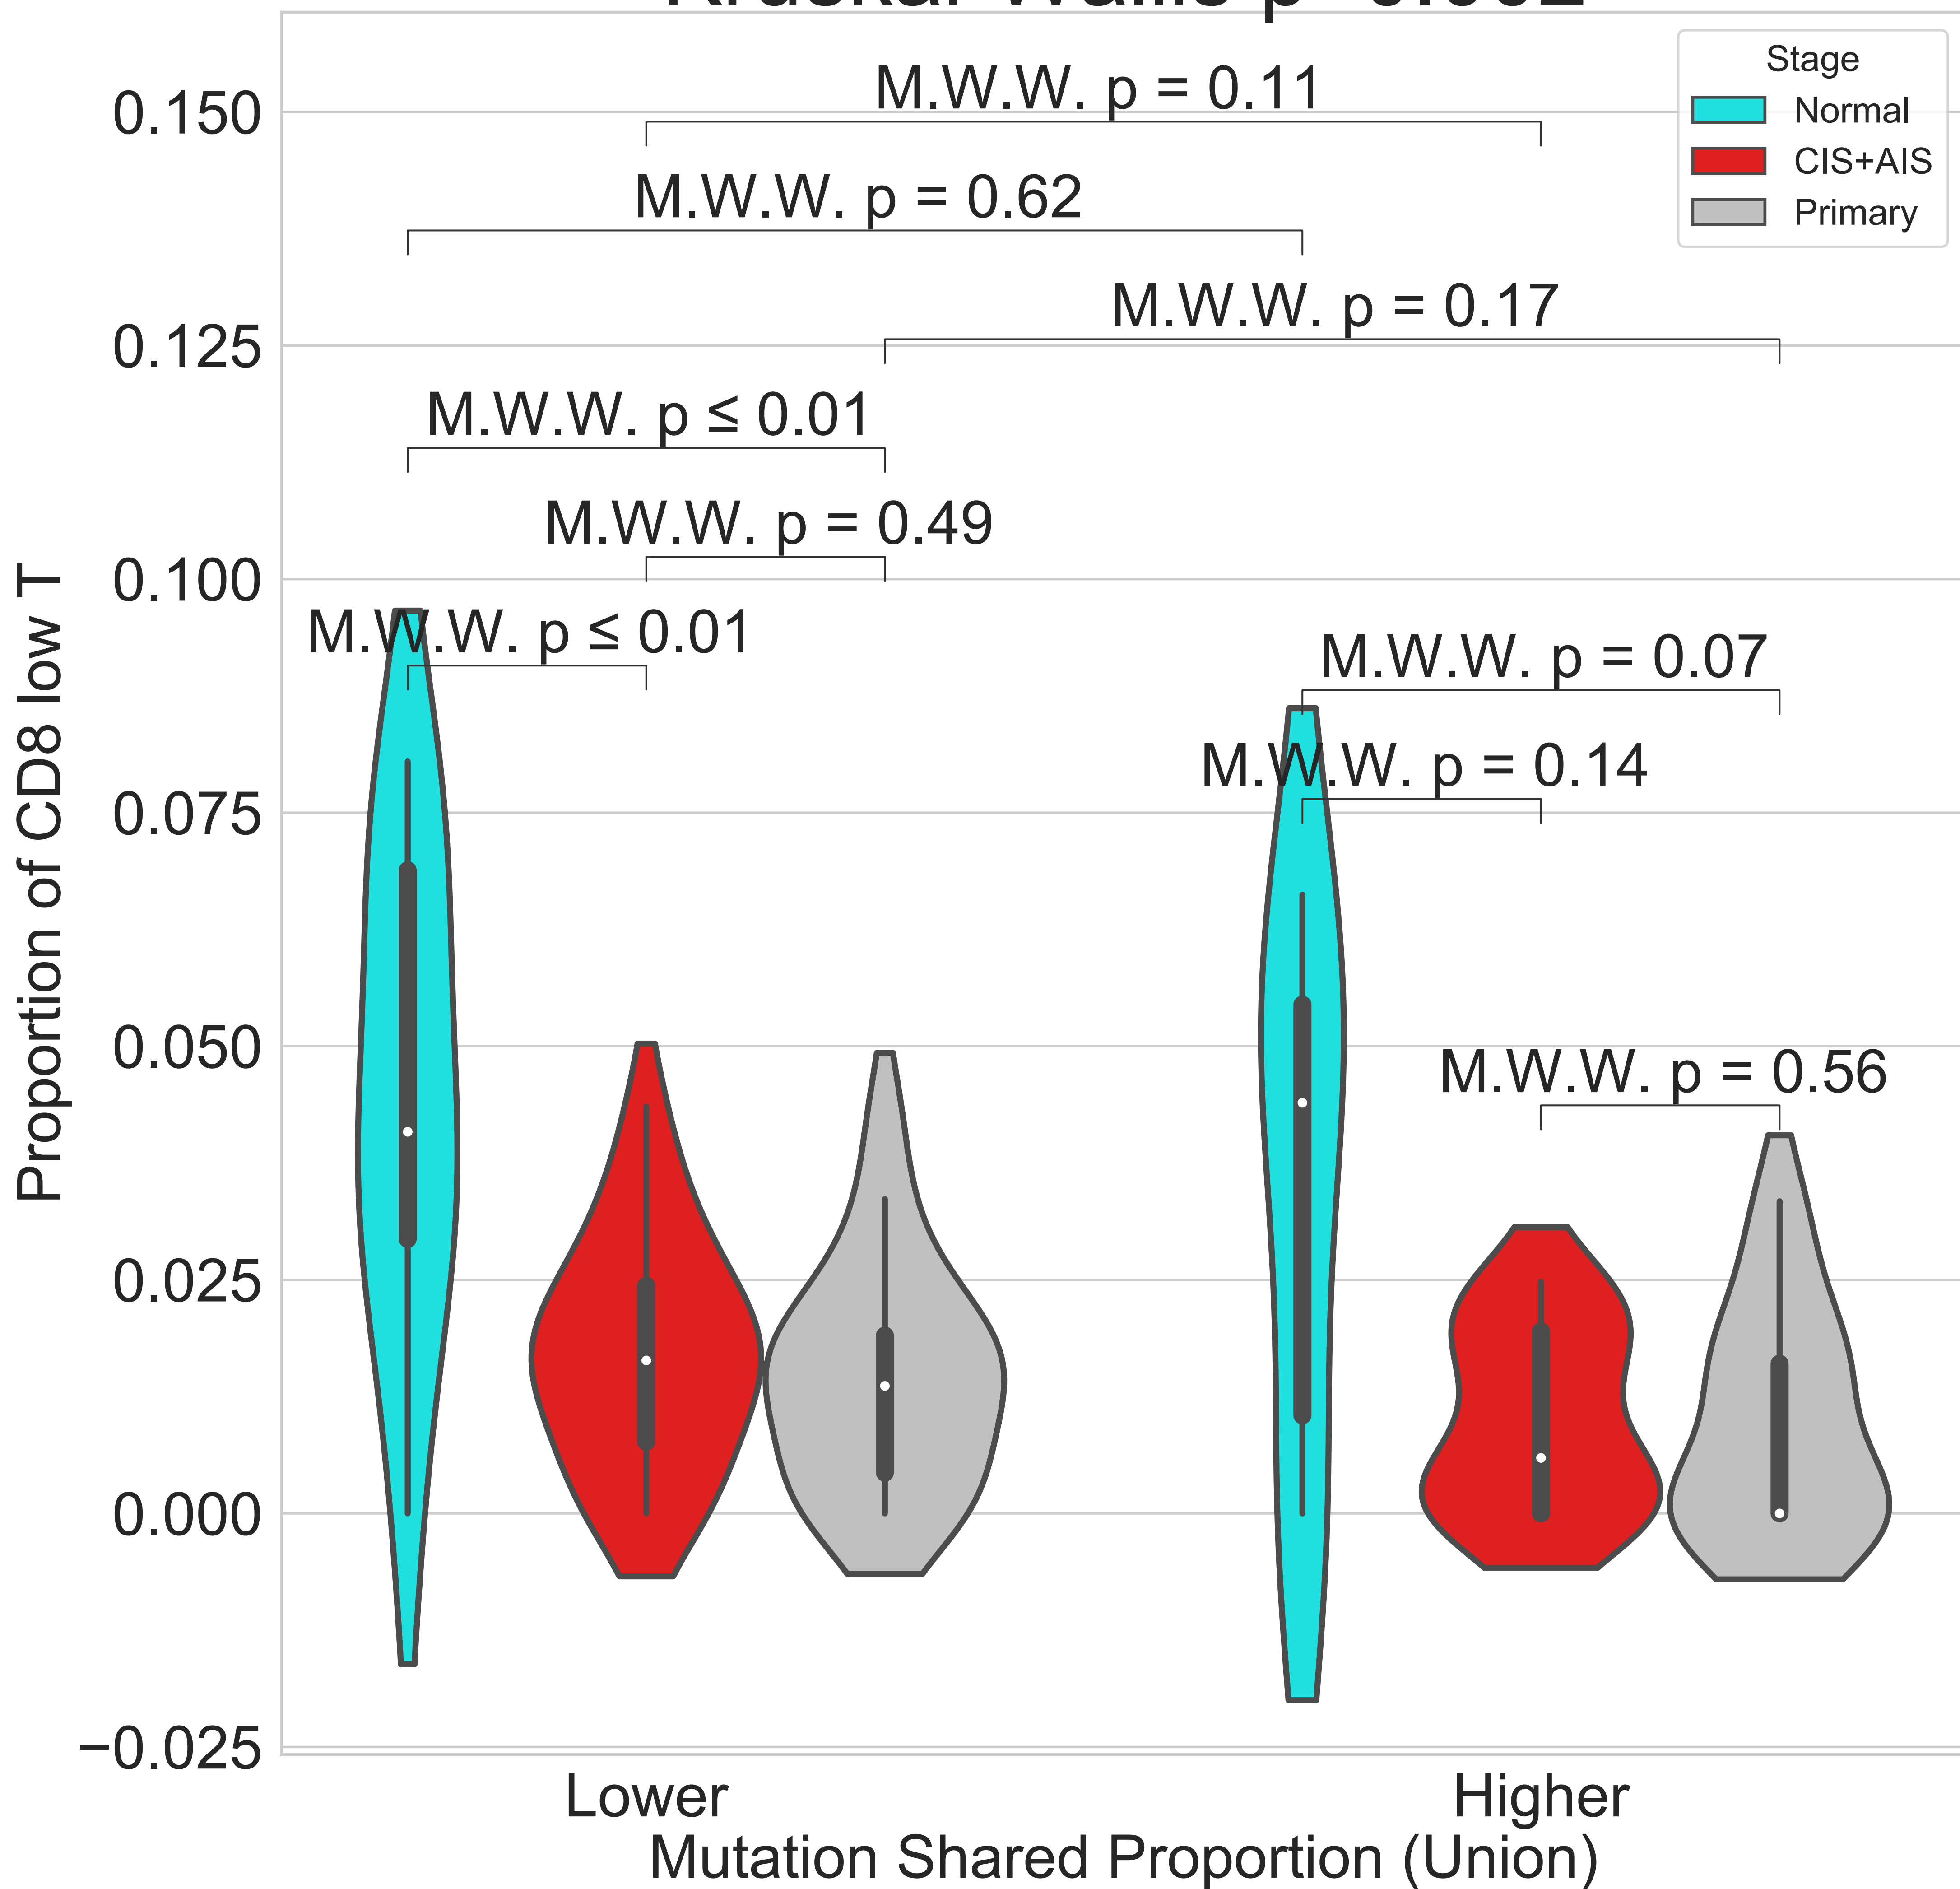 Stage
Normal
CIS+AIS
Primary
M.W.W. p = 0.11
M.W.W. p = 0.62
M.W.W. p = 0.17
M.W.W. p ≤ 0.01
M.W.W. p = 0.49
M.W.W. p ≤ 0.01
M.W.W. p = 0.07
M.W.W. p = 0.14
M.W.W. p = 0.56
0.150
0.125
0.100
0.075
0.050
0.025
0.000
−0.025
Proportion of CD8 low T
Lower
Higher
Mutation Shared Proportion (Union)